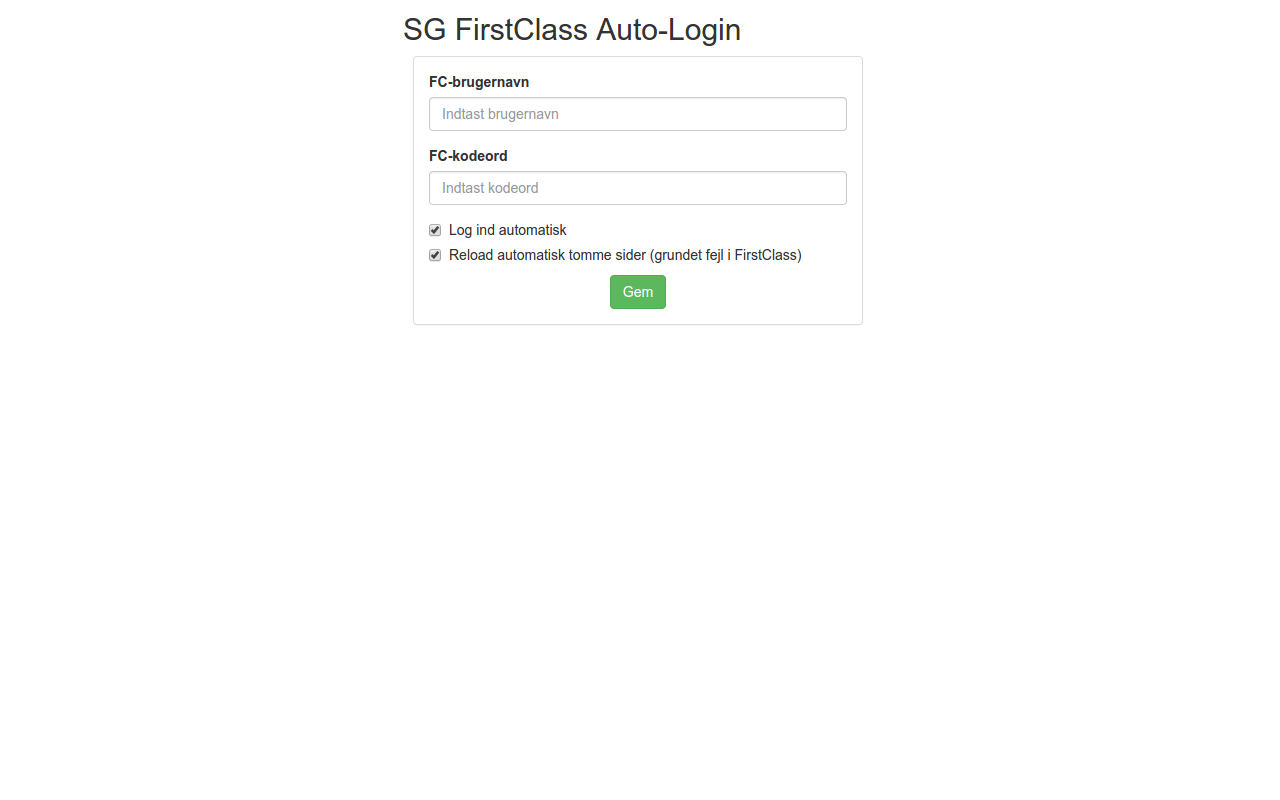 SG FirstClass Auto-Login
FC-brugernavn
Indtast brugernavn
FC-kodeord
Indtast kodeord
Log ind automatisk
Reload automatisk tomme sider (grundet fejl i FirstClass)
Gem